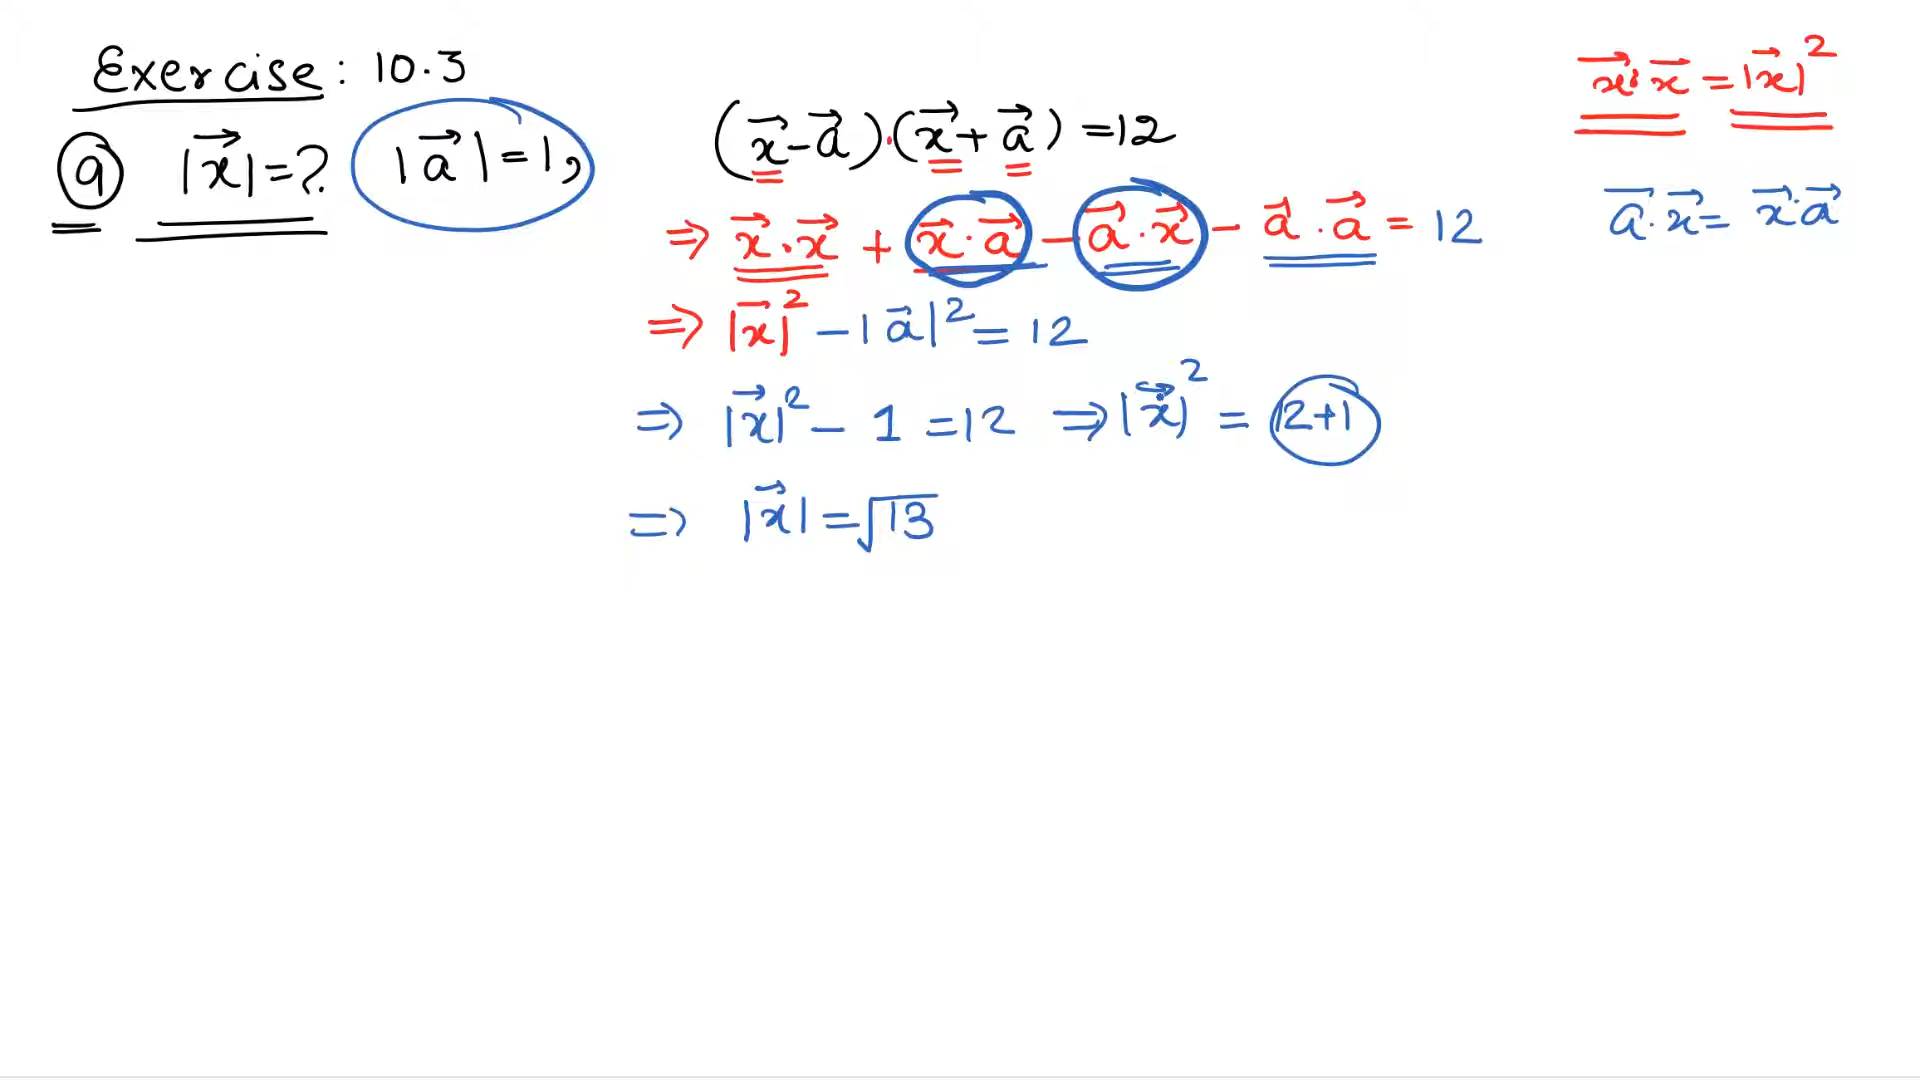 Exercise: 10.3
9 |x⃗|=? |a⃗|=1,
(x⃗-a⃗)·(x⃗+a⃗)=12
⇒ x⃗·x⃗ + x⃗·a⃗ - a⃗·x⃗ - a⃗·a⃗ = 12
⇒ |x⃗|² - |a⃗|² = 12
⇒ |x⃗|² - 1 = 12 ⇒ |x⃗|² = 12+1
⇒ |x⃗| = √13
x⃗·x⃗ = |x⃗|²
a⃗·x⃗ = x⃗·a⃗